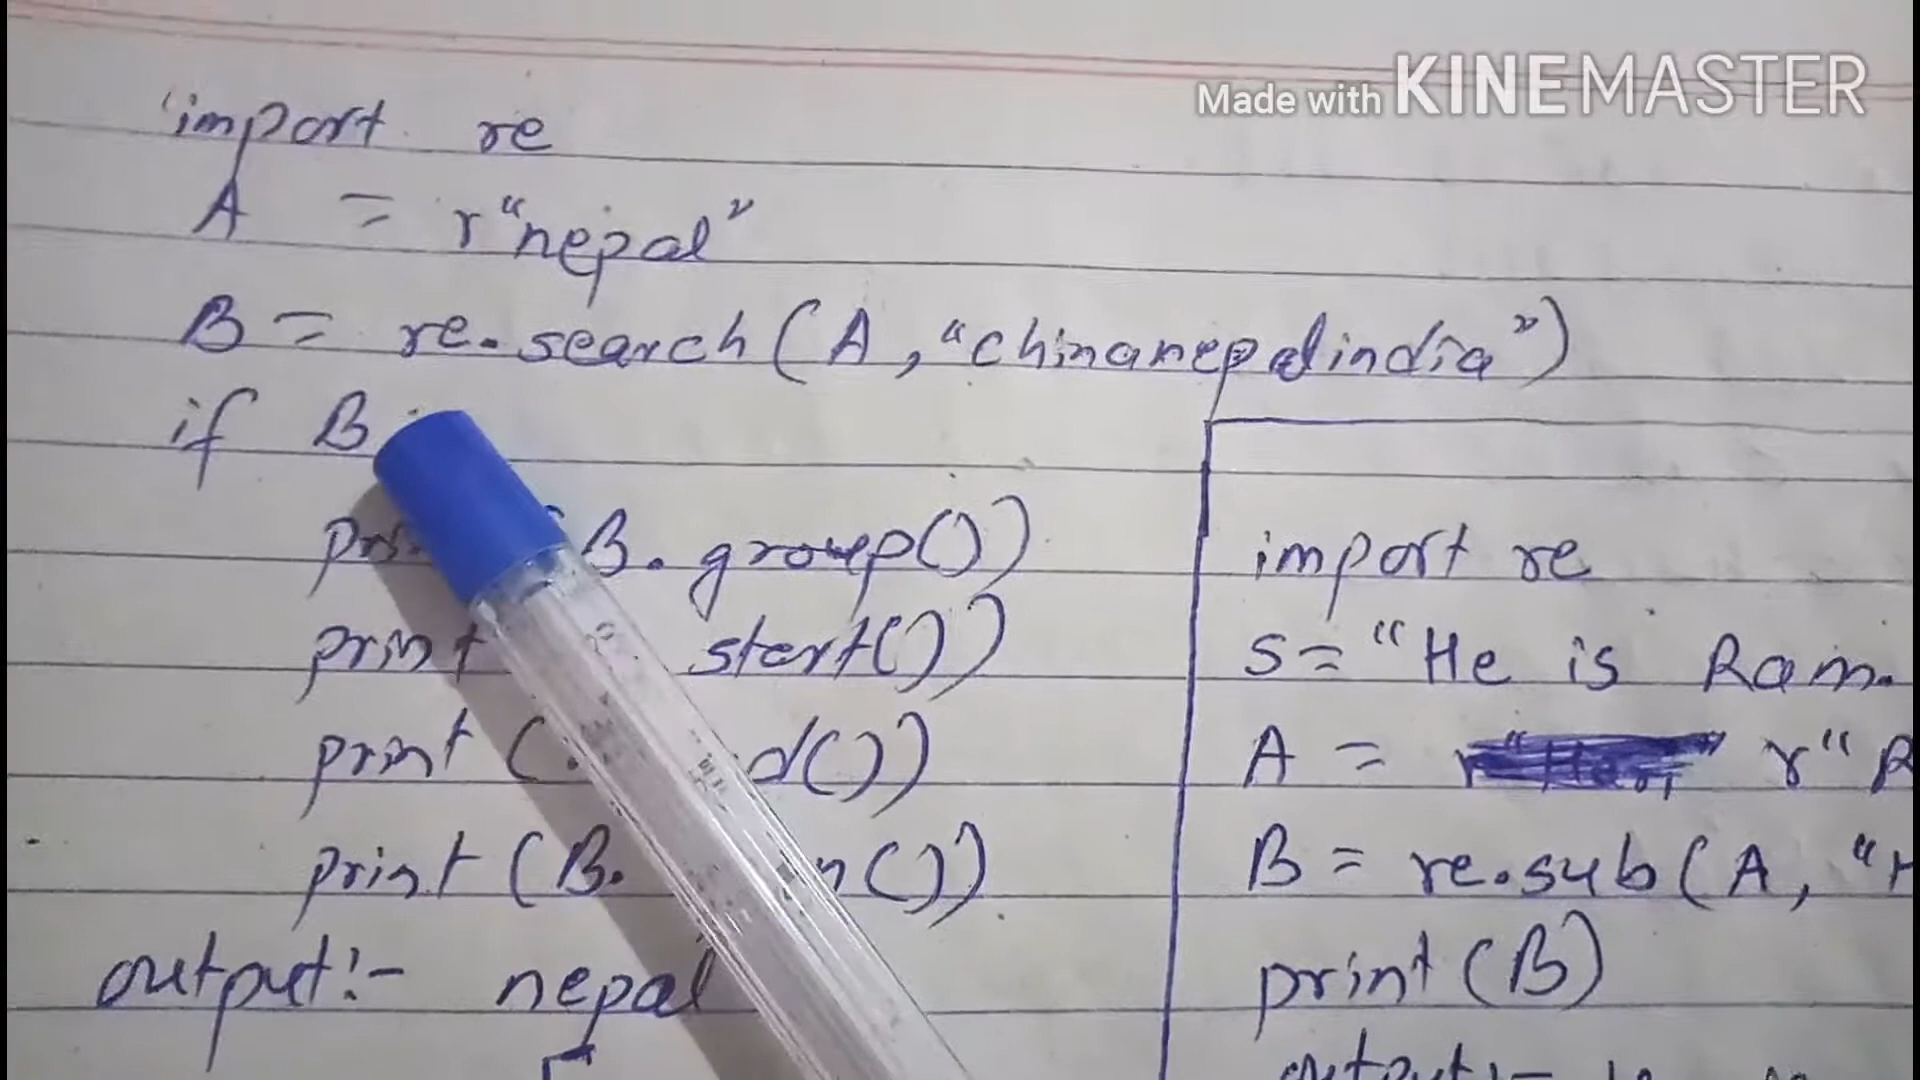 Made with KINEMASTER
import re
A = r"nepal"
B = re.search(A, "chinanepalindia")
if B
B.group())
print start())
print (. d())
print (B. n())
output:- nepal
import re
S= "He is Ram.
A = r"R
B = re.sub(A, "H
print (B)
output:-